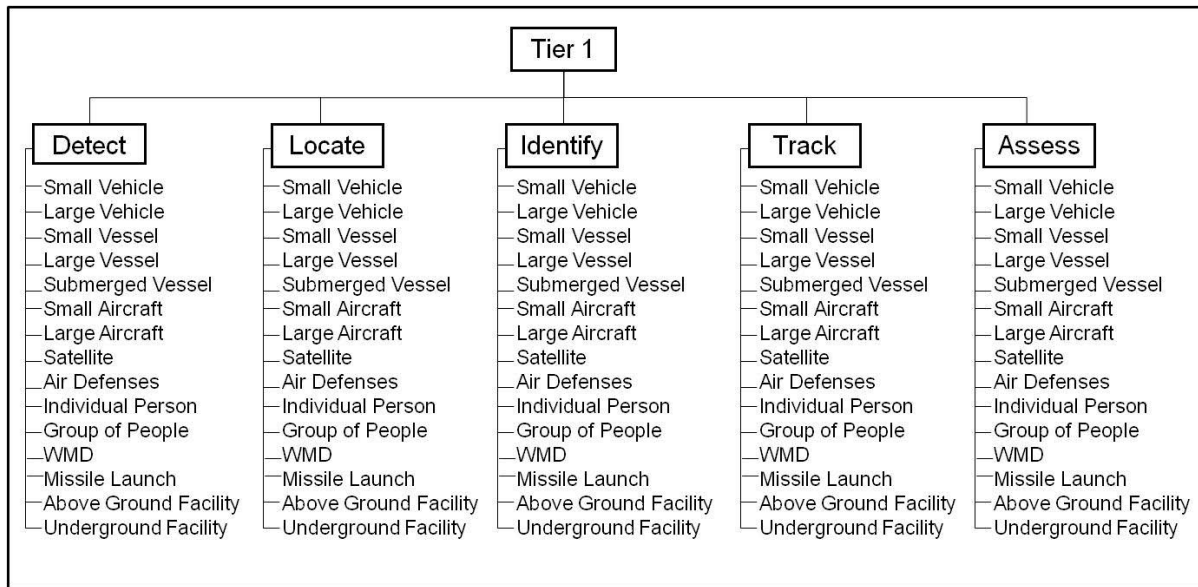 Tier 1
Detect
Small Vehicle
Large Vehicle
Small Vessel
Large Vessel
Submerged Vessel
Small Aircraft
Large Aircraft
Satellite
Air Defenses
Individual Person
Group of People
WMD
Missile Launch
Above Ground Facility
Underground Facility
Locate
Small Vehicle
Large Vehicle
Small Vessel
Large Vessel
Submerged Vessel
Small Aircraft
Large Aircraft
Satellite
Air Defenses
Individual Person
Group of People
WMD
Missile Launch
Above Ground Facility
Underground Facility
Identify
Small Vehicle
Large Vehicle
Small Vessel
Large Vessel
Submerged Vessel
Small Aircraft
Large Aircraft
Satellite
Air Defenses
Individual Person
Group of People
WMD
Missile Launch
Above Ground Facility
Underground Facility
Track
Small Vehicle
Large Vehicle
Small Vessel
Large Vessel
Submerged Vessel
Small Aircraft
Large Aircraft
Satellite
Air Defenses
Individual Person
Group of People
WMD
Missile Launch
Above Ground Facility
Underground Facility
Assess
Small Vehicle
Large Vehicle
Small Vessel
Large Vessel
Submerged Vessel
Small Aircraft
Large Aircraft
Satellite
Air Defenses
Individual Person
Group of People
WMD
Missile Launch
Above Ground Facility
Underground Facility